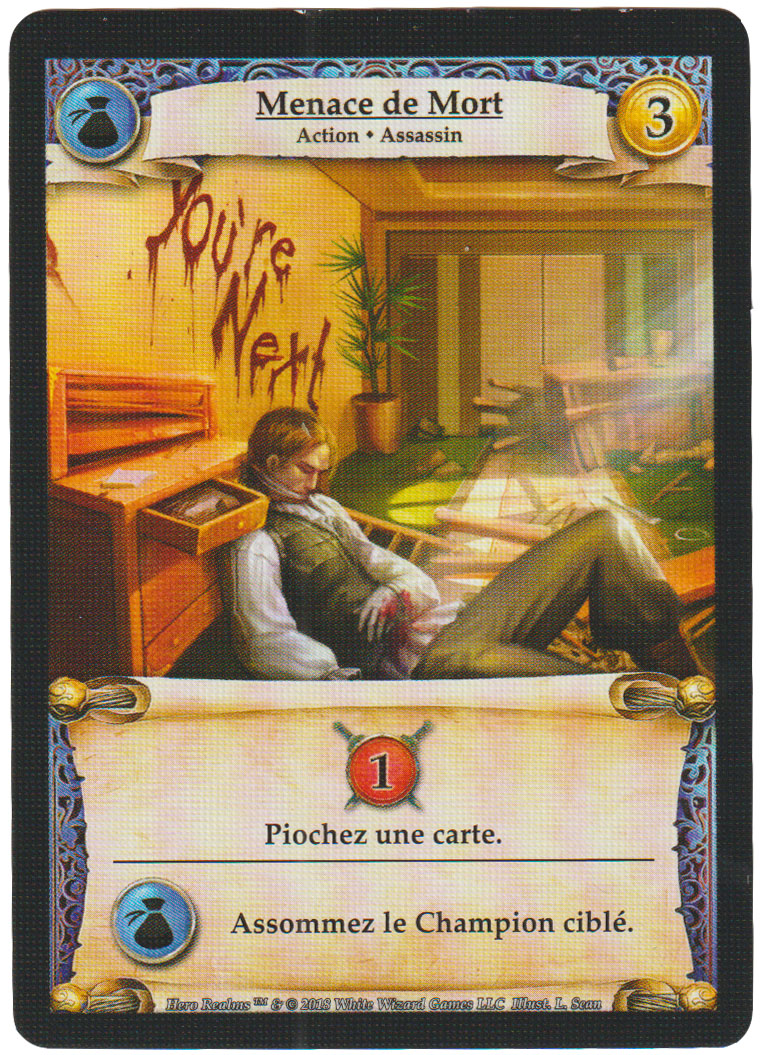 Menace de Mort
3
Action • Assassin
You're
Next
1
Piochez une carte.
Assommez le Champion ciblé.
Hero Realms ™ & © 2018 White Wizard Games LLC Illust. L. Sean